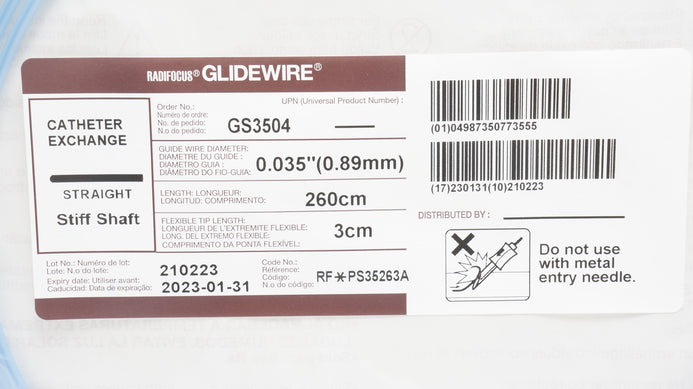 RADIFOCUS® GLIDEWIRE®
CATHETER
EXCHANGE
STRAIGHT
Stiff Shaft
Order No.:
Numéro de ordre:
No. de pedido:
N.o de pedido:
GS3504
UPN (Universal Product Number) :
GUIDE WIRE DIAMETER:
DIAMETRE DU GUIDE :
DIAMETRO GUIA :
DIAMETRO DO FIO-GUIA:
0.035"(0.89mm)
LENGTH: LONGUEUR:
LONGITUD: COMPRIMENTO:
260cm
FLEXIBLE TIP LENGTH:
LONGUEUR DE L'EXTREMITE FLEXIBLE:
LONG. DEL EXTREMO FLEXIBLE:
COMPRIMENTO DA PONTA FLEXÍVEL:
3cm
Lot No.: Numéro de lot:
Lote: N.o do lote:
210223
Expiry date: Utiliser avant:
Caducidad: Data de expiração:
2023-01-31
Code No.:
Référence:
Código:
N.o do código:
RF*PS35263A
(01)04987350773555
(17)230131(10)210223
DISTRIBUTED BY :
Do not use
with metal
entry needle.